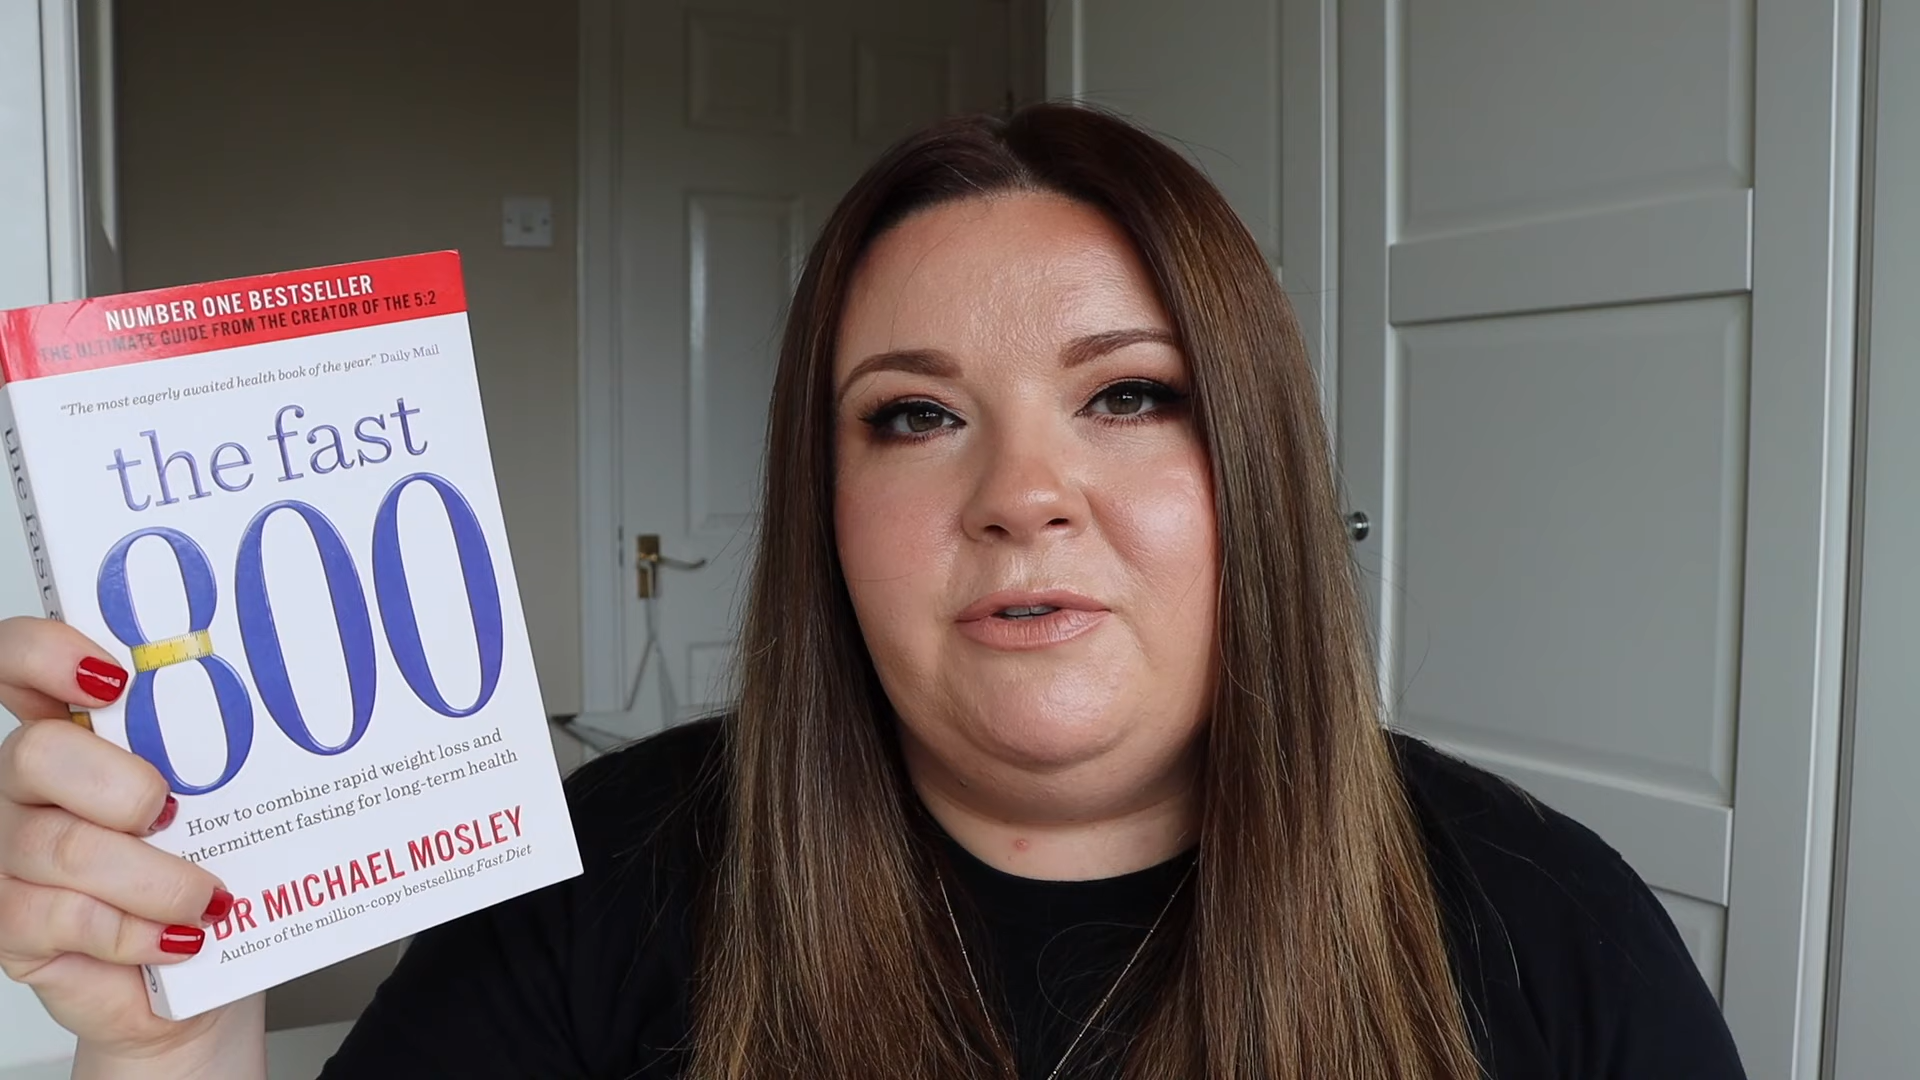 NUMBER ONE BESTSELLER
THE ULTIMATE GUIDE FROM THE CREATOR OF THE 5:2
“The most eagerly awaited health book of the year.” Daily Mail
the fast
800
How to combine rapid weight loss and
intermittent fasting for long-term health
DR MICHAEL MOSLEY
Author of the million-copy bestselling Fast Diet
the fast